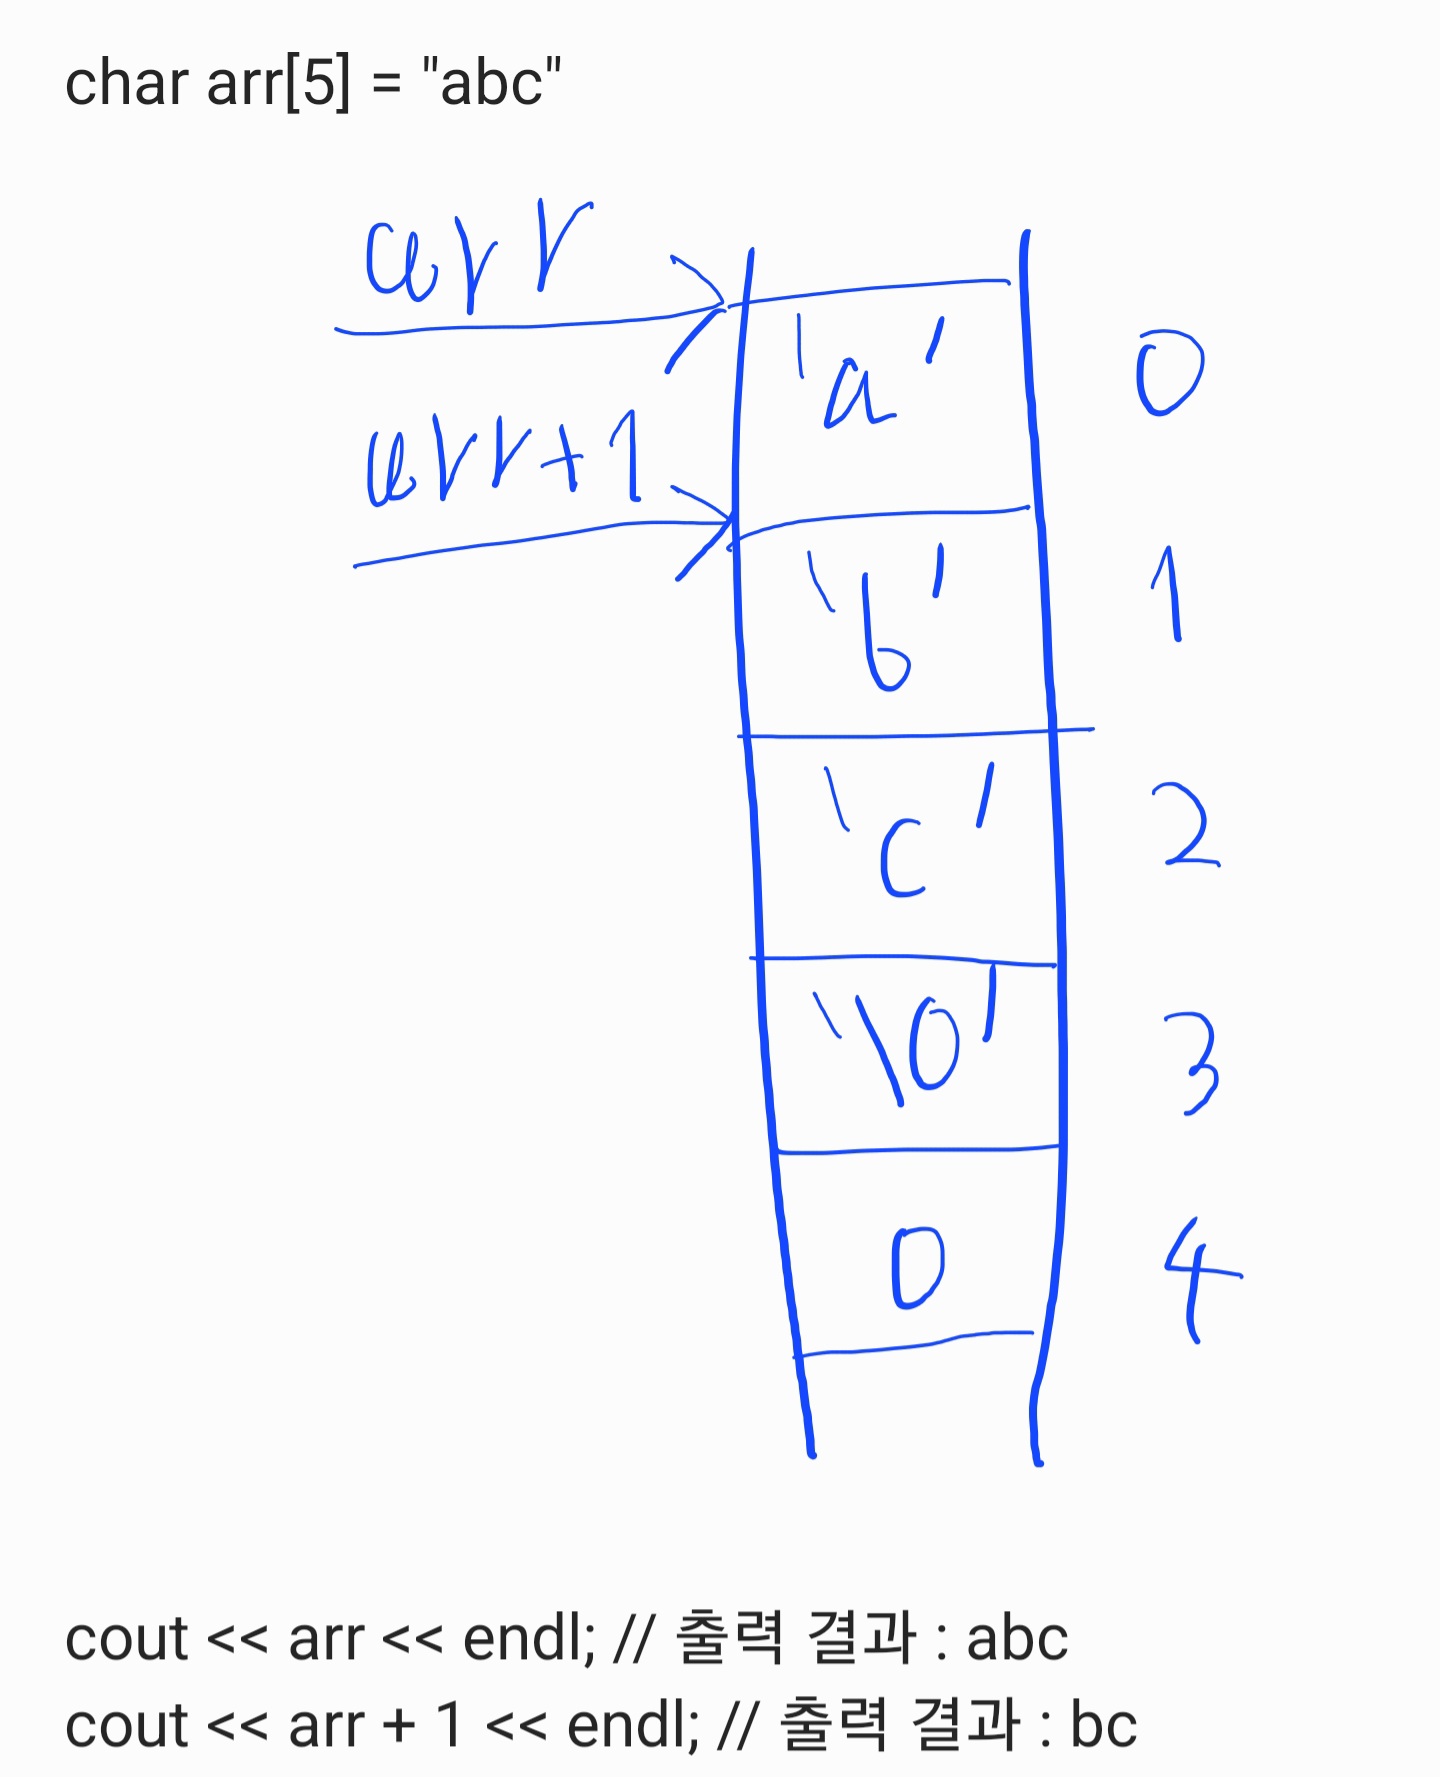 char arr[5] = "abc"
arr
'a' 0
arr+1
'b' 1
'c' 2
'\0' 3
0 4
cout << arr << endl; // 출력 결과 : abc
cout << arr + 1 << endl; // 출력 결과 : bc